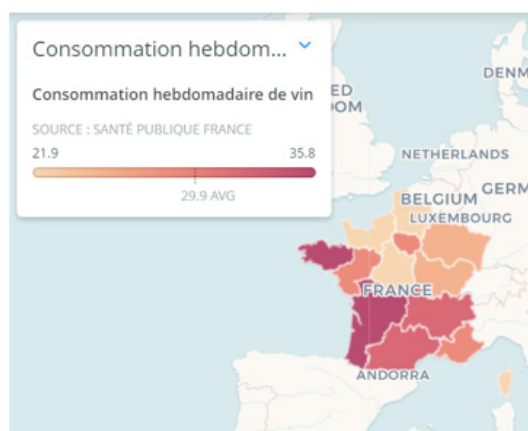 Consommation hebdom...
Consommation hebdomadaire de vin
SOURCE : SANTÉ PUBLIQUE FRANCE
21.9 35.8
29.9 AVG
DENM
ED
DOM
NETHERLANDS
BELGIUM GERM
LUXEMBOURG
FRANCE
ANDORRA